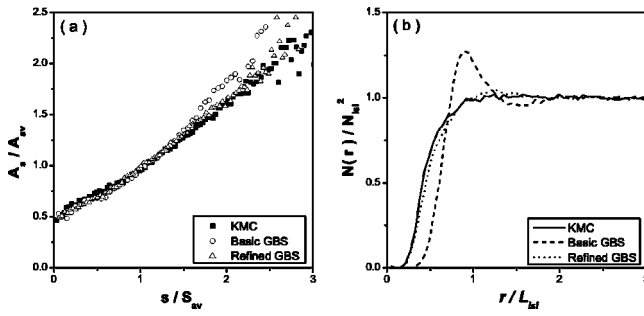 (a)
2.5
2.0
1.5
1.0
0.5
0.0
A_s / A_av
0
1
2
3
s / S_av
KMC
Basic GBS
Refined GBS
(b)
1.5
1.0
0.5
0.0
N(r) / N_isl^2
0
1
2
3
r / L_isl
KMC
Basic GBS
Refined GBS